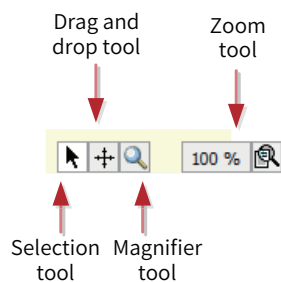 Drag and
drop tool
Zoom
tool
100 %
Selection
tool
Magnifier
tool